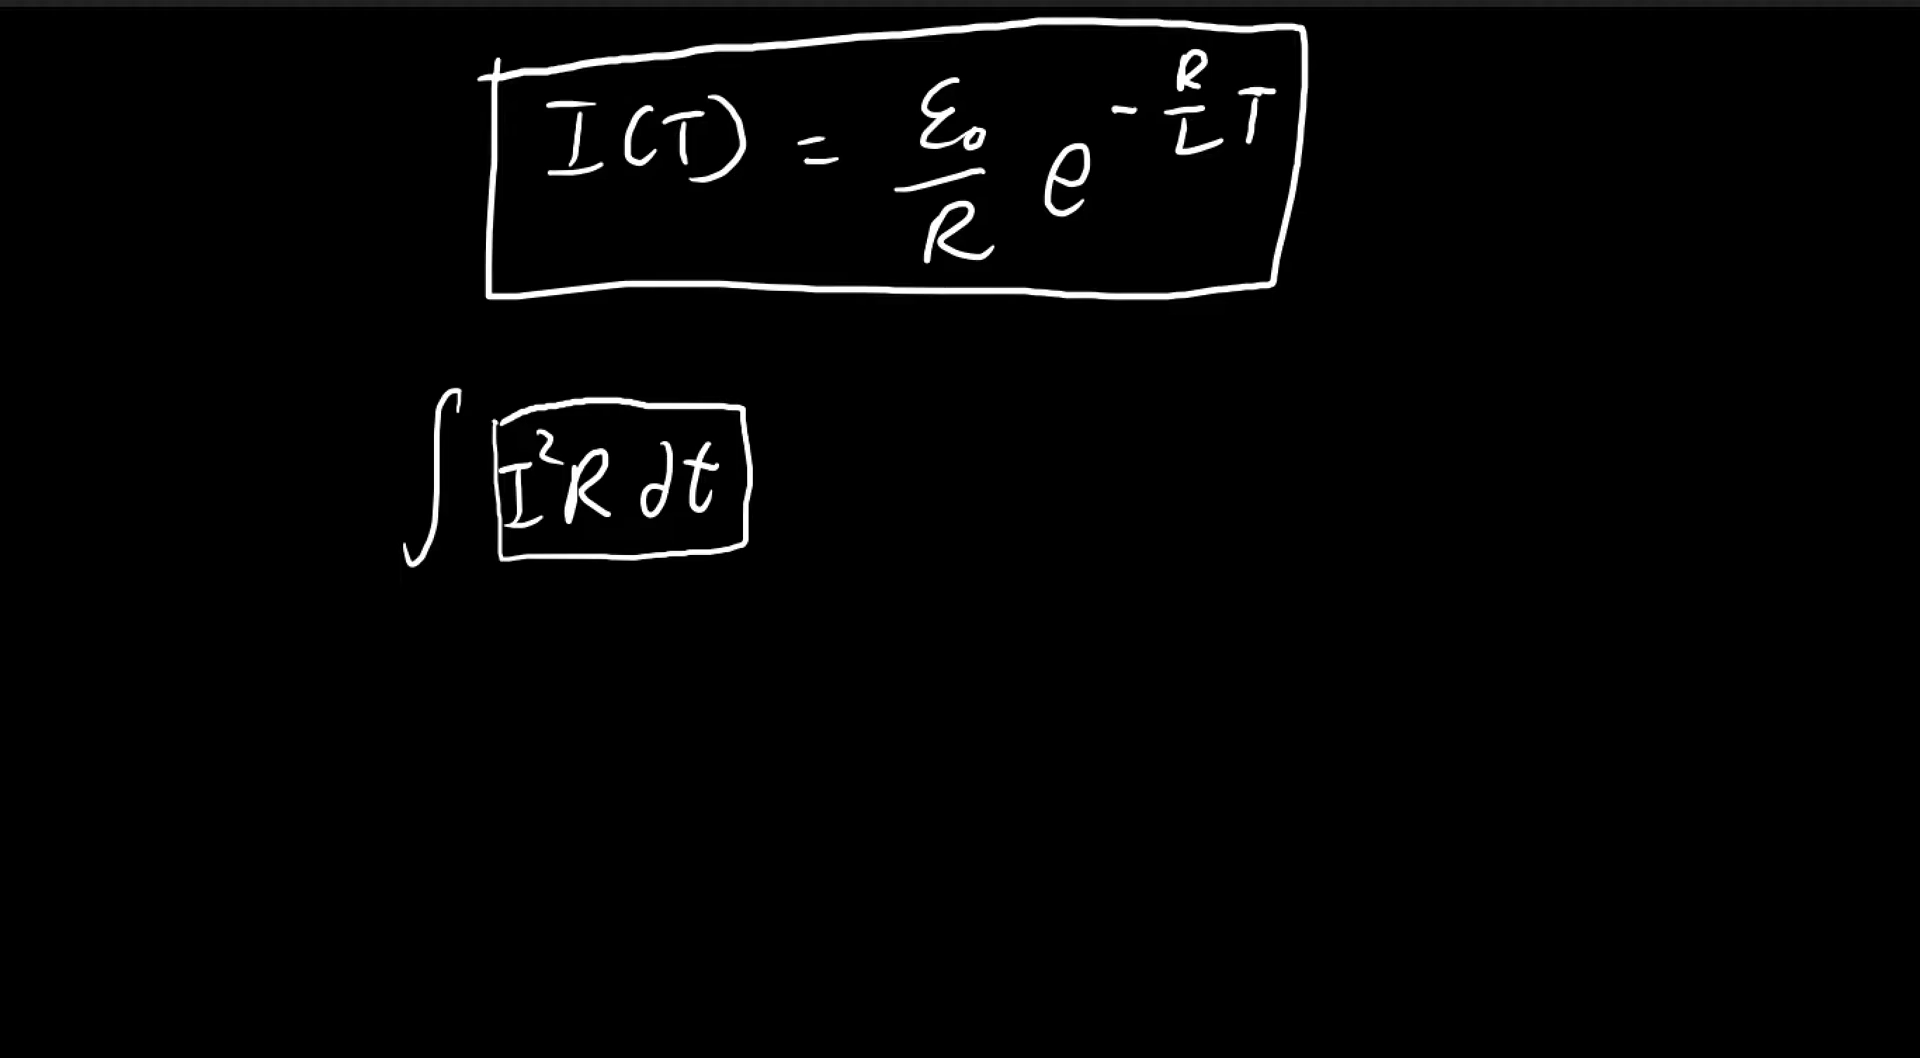 I(T) = ε₀/R e^(-R/L T)
∫ I²R dt